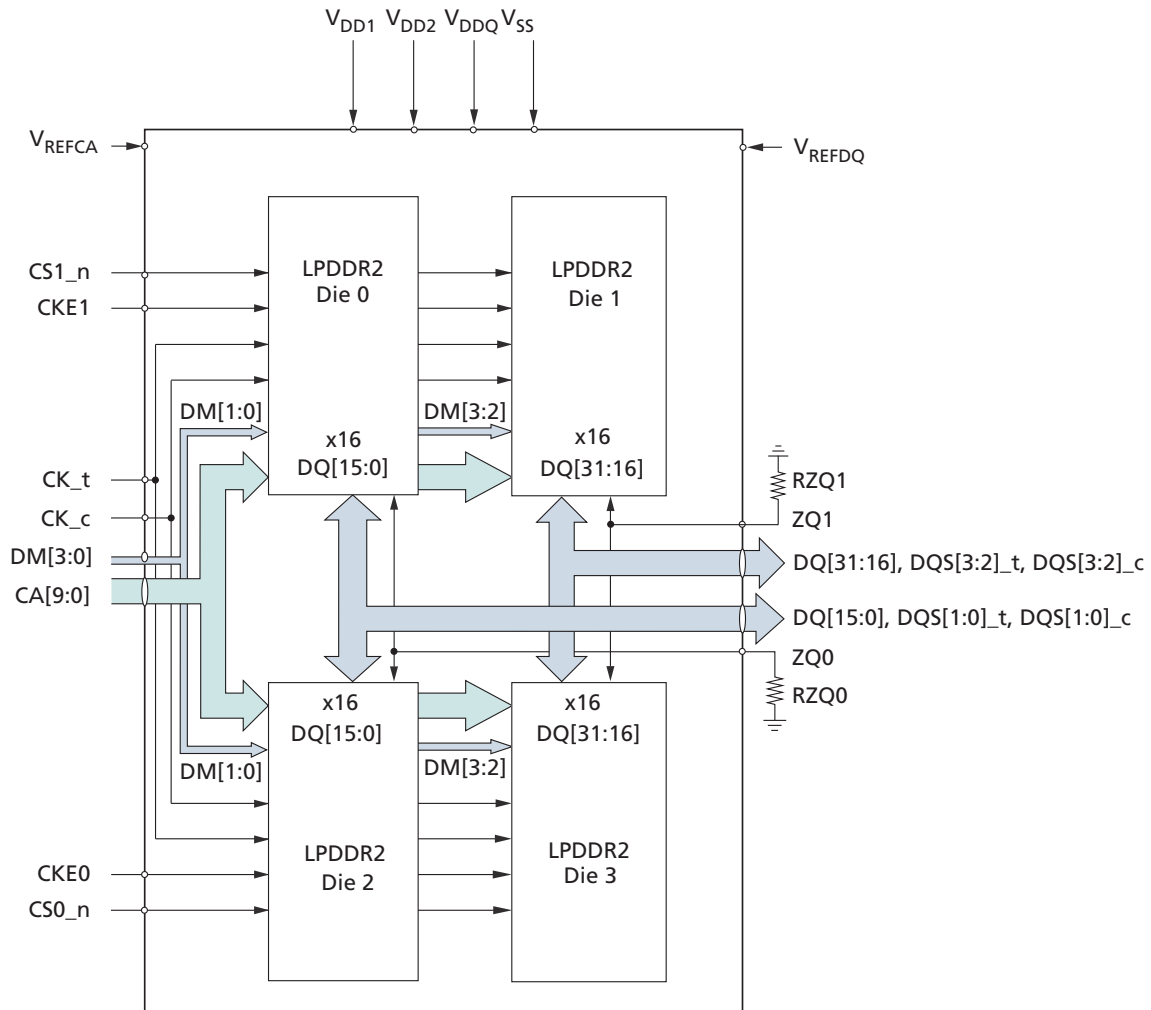 VDD1 VDD2 VDDQ VSS
VREFCA
VREFDQ
CS1_n
CKE1
LPDDR2
Die 0
LPDDR2
Die 1
DM[1:0]
DM[3:2]
x16
DQ[15:0]
x16
DQ[31:16]
CK_t
CK_c
DM[3:0]
CA[9:0]
RZQ1
ZQ1
DQ[31:16], DQS[3:2]_t, DQS[3:2]_c
DQ[15:0], DQS[1:0]_t, DQS[1:0]_c
ZQ0
RZQ0
x16
DQ[15:0]
x16
DQ[31:16]
DM[1:0]
DM[3:2]
LPDDR2
Die 2
LPDDR2
Die 3
CKE0
CS0_n